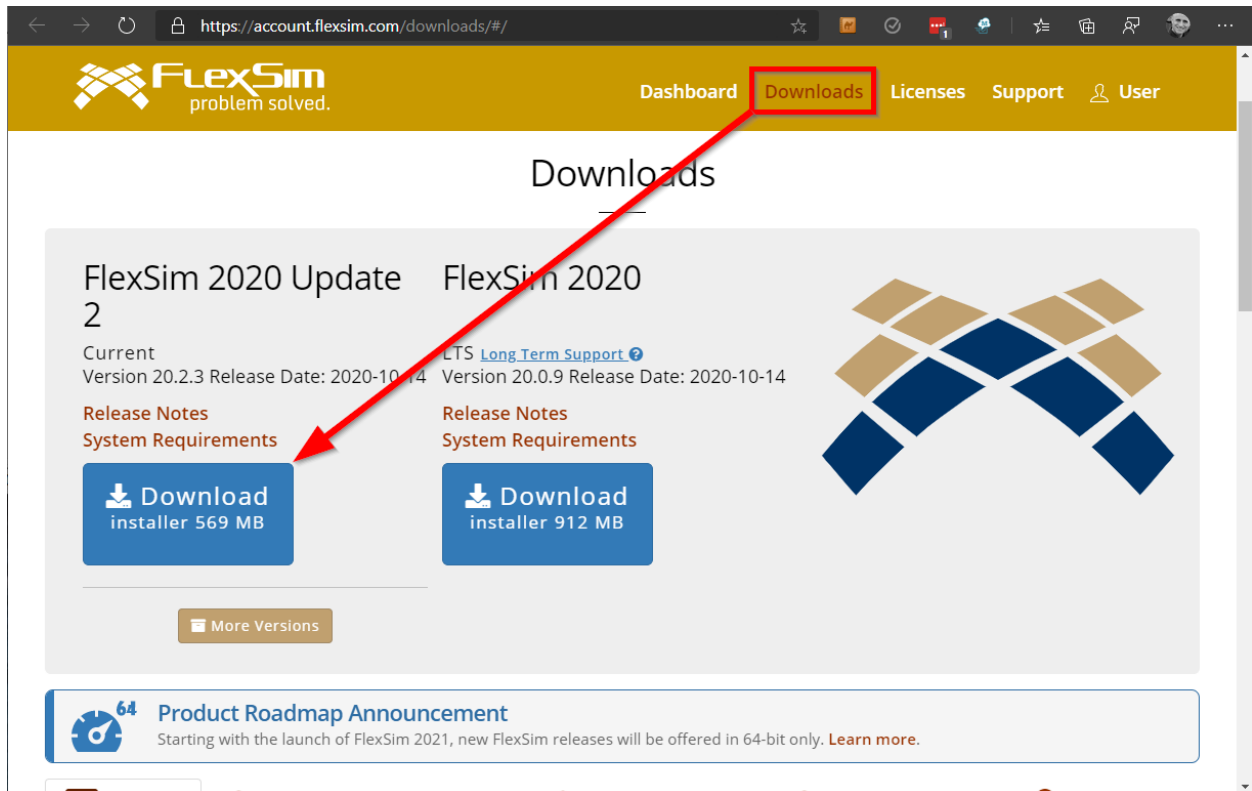 https://account.flexsim.com/downloads/#/
1
FLEXSIM
problem solved.
Dashboard Downloads Licenses Support User
Downloads
FlexSim 2020 Update
2
Current
Version 20.2.3 Release Date: 2020-10-14
Release Notes
System Requirements
Download
installer 569 MB
More Versions
FlexSim 2020
LTS Long Term Support
Version 20.0.9 Release Date: 2020-10-14
Release Notes
System Requirements
Download
installer 912 MB
64
Product Roadmap Announcement
Starting with the launch of FlexSim 2021, new FlexSim releases will be offered in 64-bit only. Learn more.